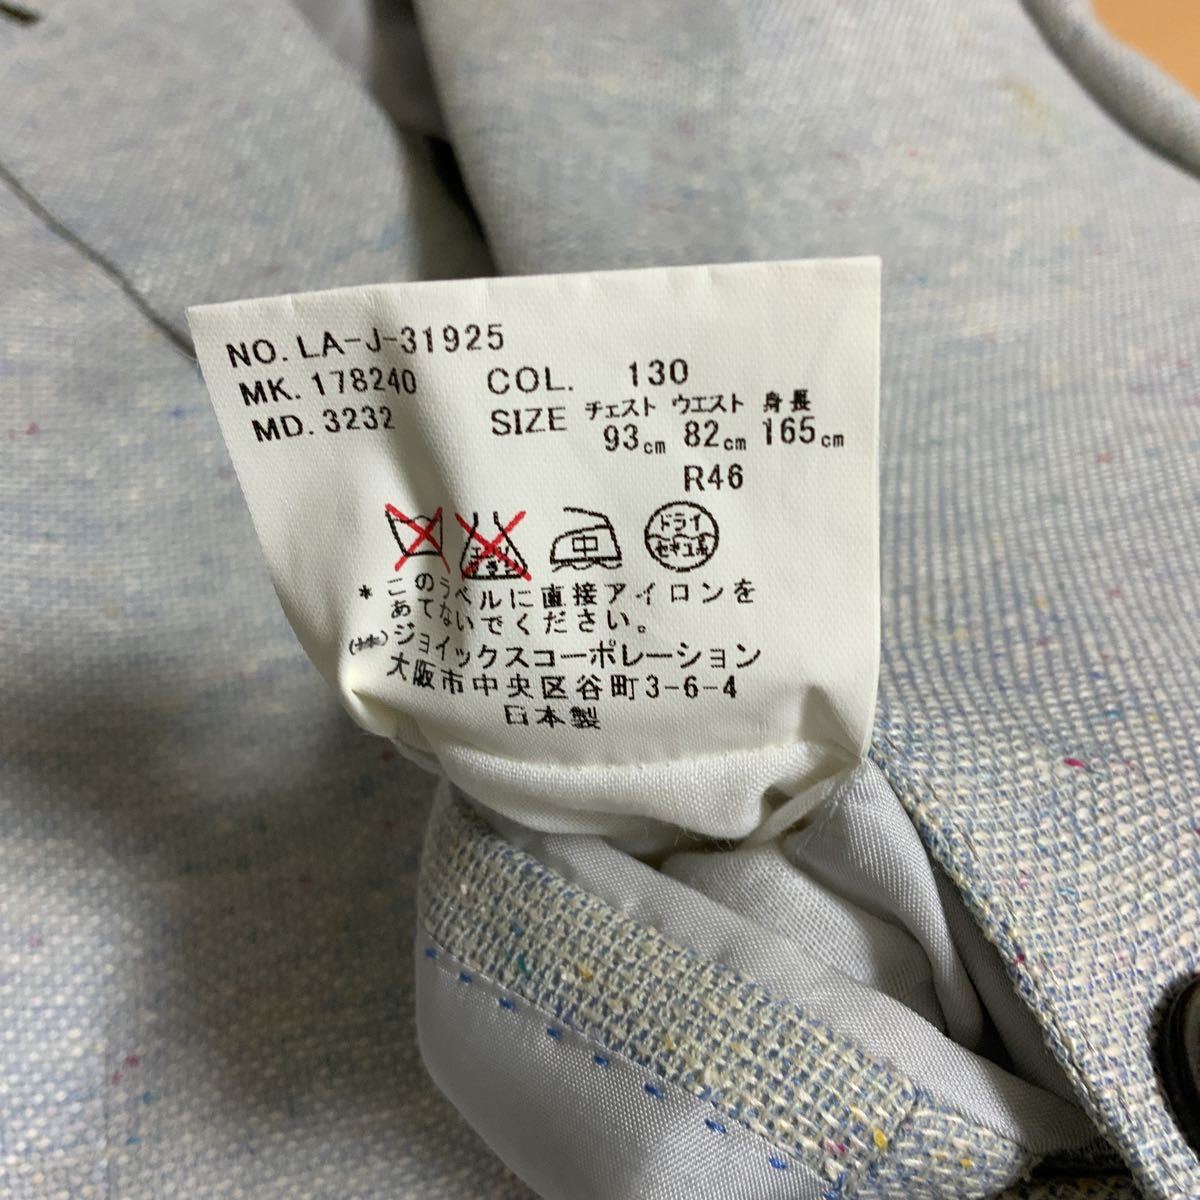 NO. LA-J-31925
MK. 178240 COL. 130
MD. 3232 SIZE チェスト ウエスト 身長
93cm 82cm 165cm
R46
中
ドライ
セキユ系
* このラベルに直接アイロンを
あてないでください。
ジョイックスコーポレーション
大阪市中央区谷町3-6-4
日本製